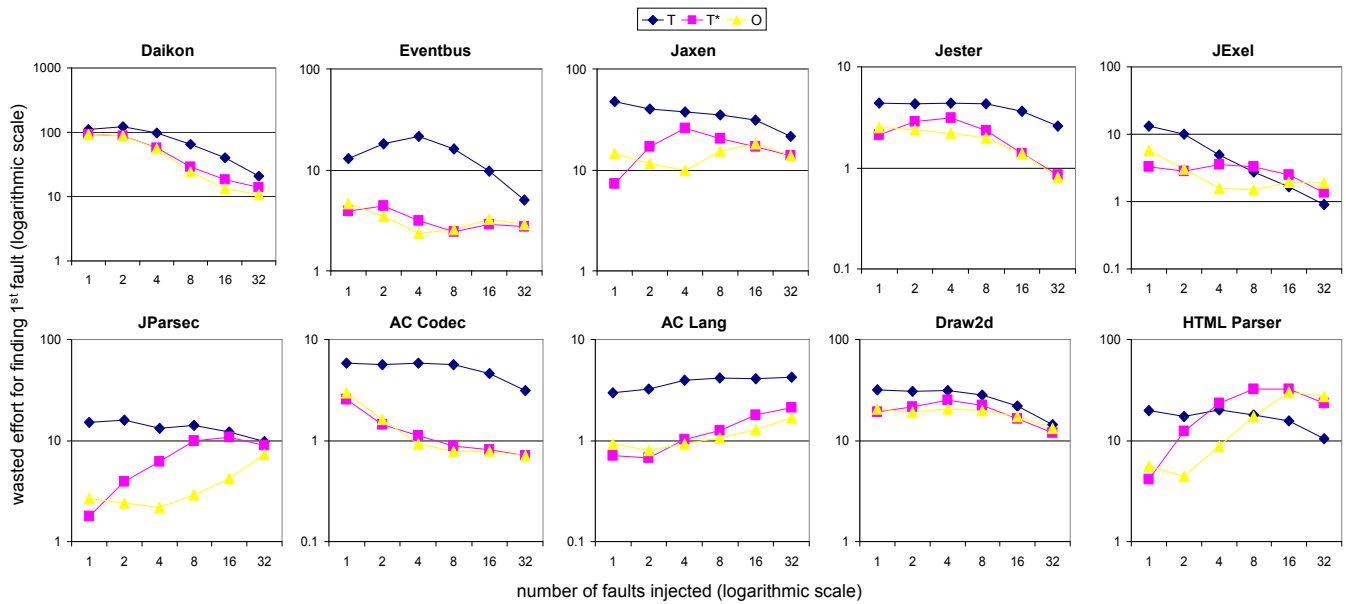 T T* O
Daikon Eventbus Jaxen Jester JExel
1000 100 100 10 100
100 10
10 10 1 1
10
1 1 1 0.1 0.1
1 2 4 8 16 32 1 2 4 8 16 32 1 2 4 8 16 32 1 2 4 8 16 32 1 2 4 8 16 32
JParsec AC Codec AC Lang Draw2d HTML Parser
100 10 10 100 100
10 1 1 10 10
1 0.1 0.1 1 1
1 2 4 8 16 32 1 2 4 8 16 32 1 2 4 8 16 32 1 2 4 8 16 32 1 2 4 8 16 32
wasted effort for finding 1st fault (logarithmic scale)
number of faults injected (logarithmic scale)